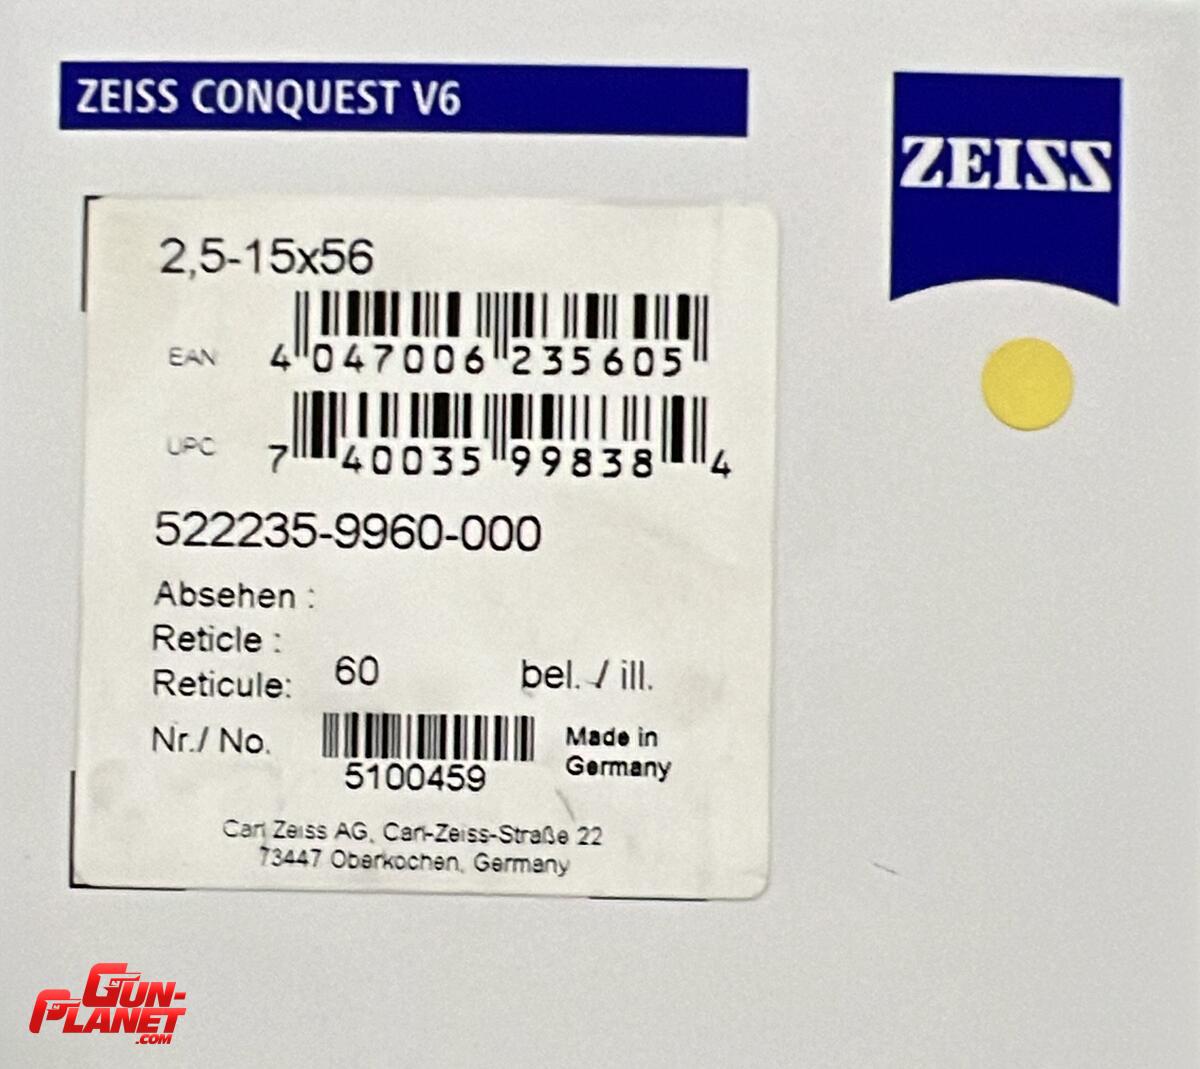 ZEISS CONQUEST V6
ZEISS
2,5-15x56
EAN 4 047006 235605
UPC 7 40035 99838 4
522235-9960-000
Absehen :
Reticle :
Reticule: 60 bel. / ill.
Nr./ No.
5100459
Made in
Germany
Carl Zeiss AG, Carl-Zeiss-Straße 22
73447 Oberkochen, Germany
GUN-
PLANET
.COM